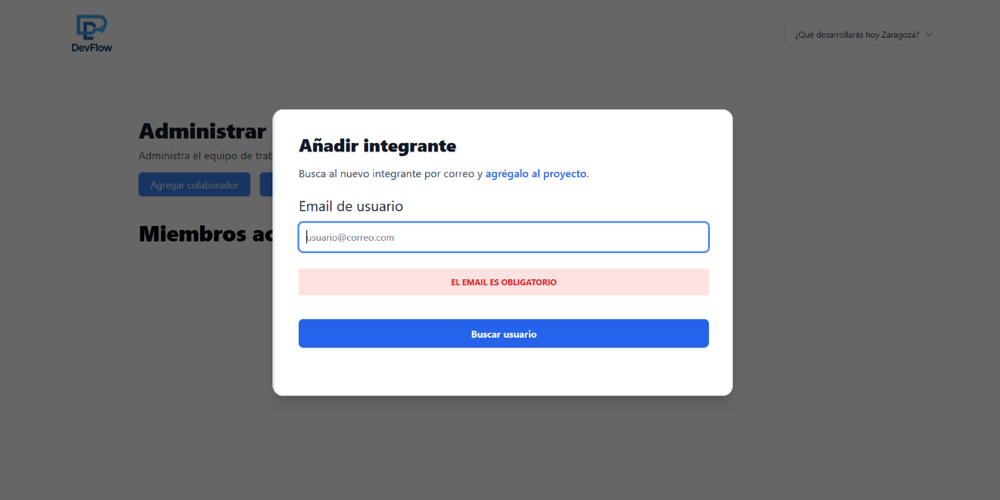 DevFlow
¿Qué desarrollarás hoy Zaragoza?
Administrar
Administra el equipo de trab
Agregar colaborador
Miembros ac
Añadir integrante
Busca al nuevo integrante por correo y agrégalo al proyecto.
Email de usuario
usuario@correo.com
EL EMAIL ES OBLIGATORIO
Buscar usuario